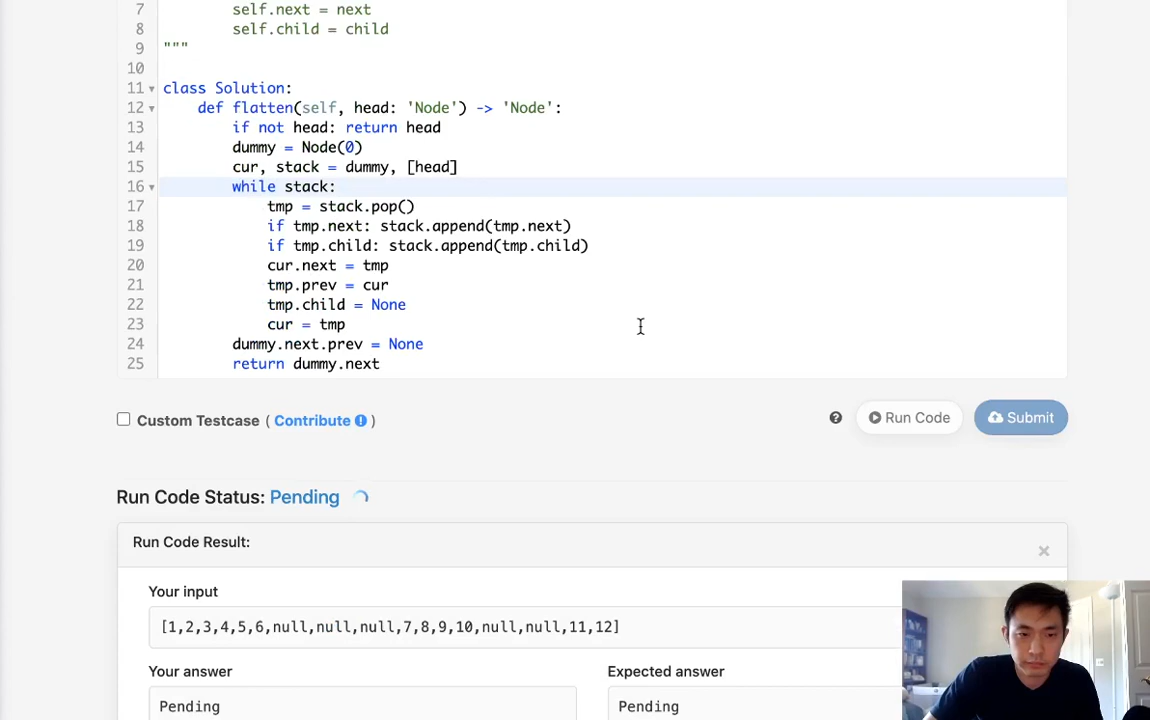 7 self.next = next
8 self.child = child
9 """
10
11 class Solution:
12 def flatten(self, head: 'Node') -> 'Node':
13 if not head: return head
14 dummy = Node(0)
15 cur, stack = dummy, [head]
16 while stack:
17 tmp = stack.pop()
18 if tmp.next: stack.append(tmp.next)
19 if tmp.child: stack.append(tmp.child)
20 cur.next = tmp
21 tmp.prev = cur
22 tmp.child = None
23 cur = tmp
24 dummy.next.prev = None
25 return dummy.next
Custom Testcase ( Contribute ! )
? Run Code Submit
Run Code Status: Pending
Run Code Result: ×
Your input
[1,2,3,4,5,6,null,null,null,7,8,9,10,null,null,11,12]
Your answer Expected answer
Pending Pending